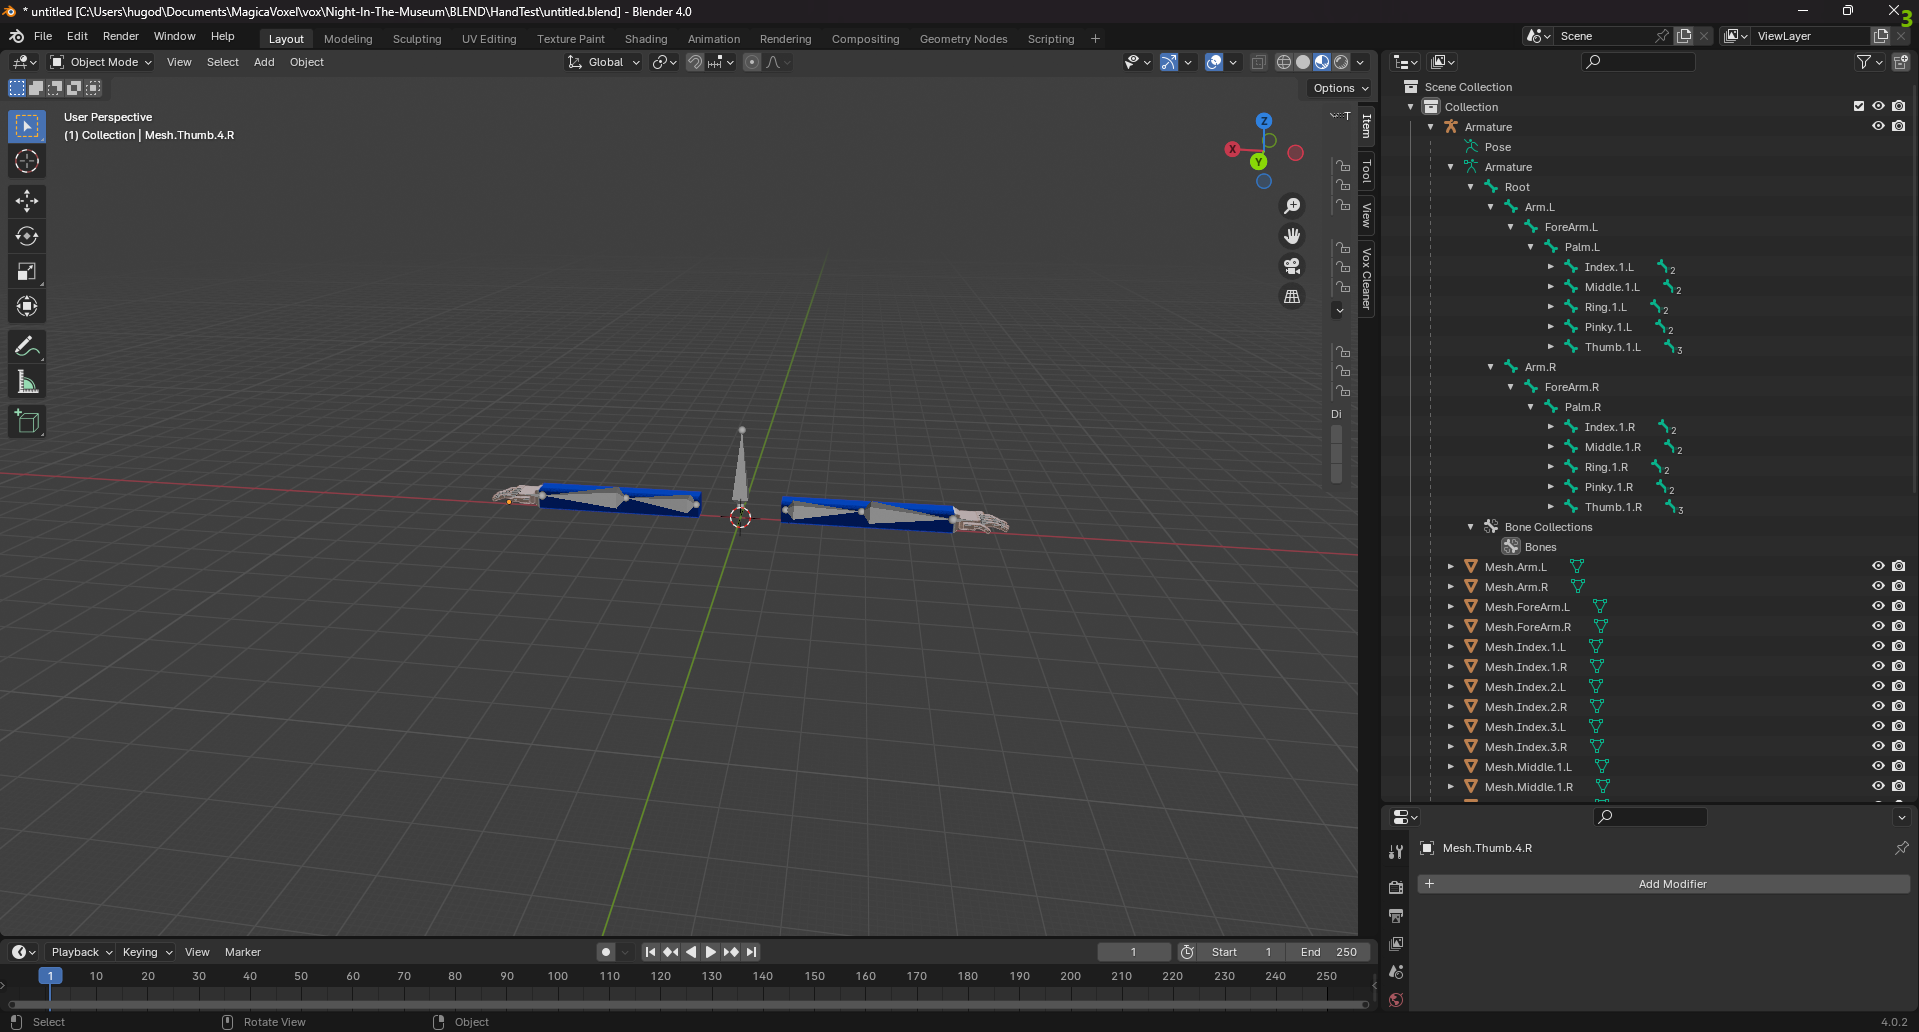 * untitled [C:\Users\hugod\Documents\MagicaVoxel\vox\Night-In-The-Museum\BLEND\HandTest\untitled.blend] - Blender 4.0
3
File Edit Render Window Help Layout Modeling Sculpting UV Editing Texture Paint Shading Animation Rendering Compositing Geometry Nodes Scripting + Scene ViewLayer
Object Mode View Select Add Object Global
Options
User Perspective
(1) Collection | Mesh.Thumb.4.R
Z
X
Y
T
Item
Tool
View
Vox Cleaner
Di
Scene Collection
Collection
Armature
Pose
Armature
Root
Arm.L
ForeArm.L
Palm.L
Index.1.L 2
Middle.1.L 2
Ring.1.L 2
Pinky.1.L 2
Thumb.1.L 3
Arm.R
ForeArm.R
Palm.R
Index.1.R 2
Middle.1.R 2
Ring.1.R 2
Pinky.1.R 2
Thumb.1.R 3
Bone Collections
Bones
Mesh.Arm.L
Mesh.Arm.R
Mesh.ForeArm.L
Mesh.ForeArm.R
Mesh.Index.1.L
Mesh.Index.1.R
Mesh.Index.2.L
Mesh.Index.2.R
Mesh.Index.3.L
Mesh.Index.3.R
Mesh.Middle.1.L
Mesh.Middle.1.R
Mesh.Thumb.4.R
+ Add Modifier
Playback Keying View Marker 1 Start 1 End 250
1 10 20 30 40 50 60 70 80 90 100 110 120 130 140 150 160 170 180 190 200 210 220 230 240 250
Select Rotate View Object 4.0.2